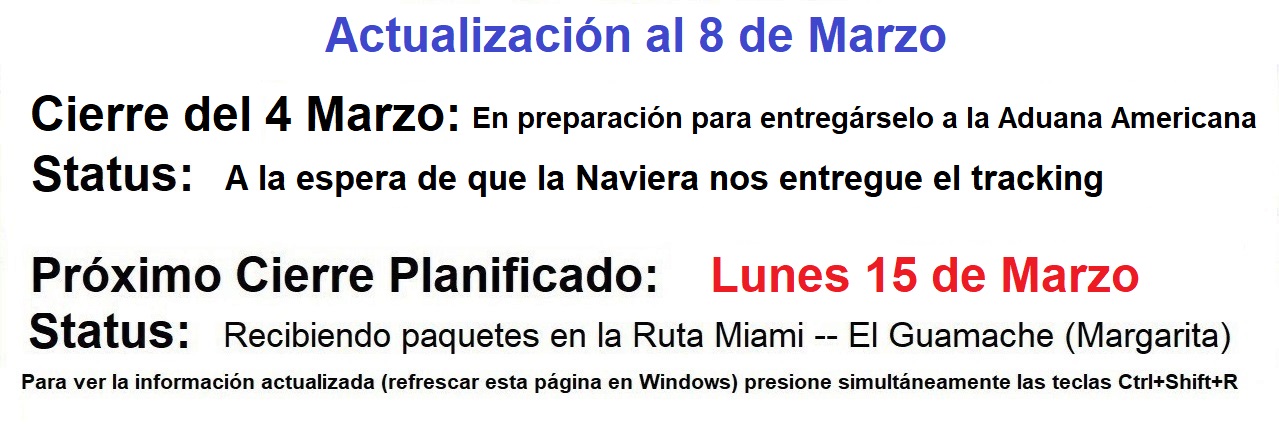 Actualización al 8 de Marzo
Cierre del 4 Marzo: En preparación para entregárselo a la Aduana Americana
Status: A la espera de que la Naviera nos entregue el tracking
Próximo Cierre Planificado: Lunes 15 de Marzo
Status: Recibiendo paquetes en la Ruta Miami -- El Guamache (Margarita)
Para ver la información actualizada (refrescar esta página en Windows) presione simultáneamente las teclas Ctrl+Shift+R